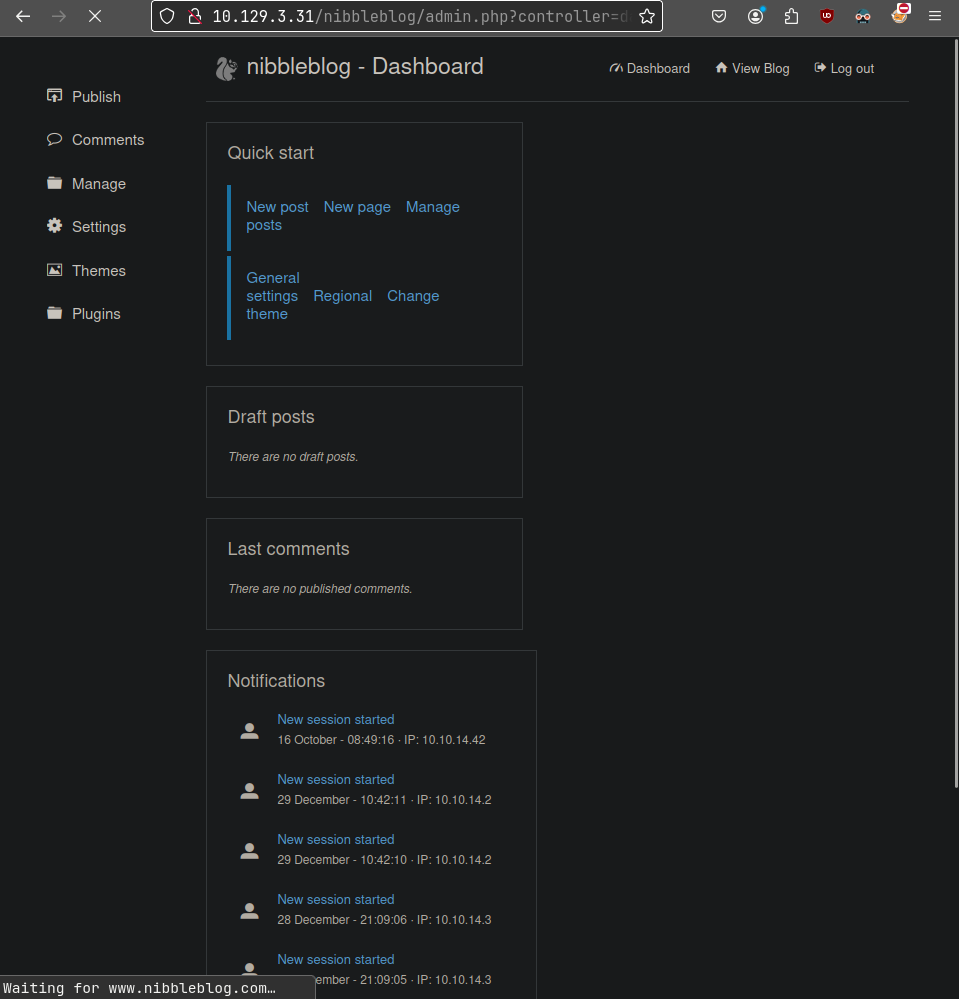 10.129.3.31/nibbleblog/admin.php?controller=d
nibbleblog - Dashboard
Dashboard
View Blog
Log out
Publish
Comments
Manage
Settings
Themes
Plugins
Quick start
New post New page Manage
posts
General
settings Regional Change
theme
Draft posts
There are no draft posts.
Last comments
There are no published comments.
Notifications
New session started
16 October - 08:49:16 · IP: 10.10.14.42
New session started
29 December - 10:42:11 · IP: 10.10.14.2
New session started
29 December - 10:42:10 · IP: 10.10.14.2
New session started
28 December - 21:09:06 · IP: 10.10.14.3
New session started
ember - 21:09:05 · IP: 10.10.14.3
Waiting for www.nibbleblog.com…